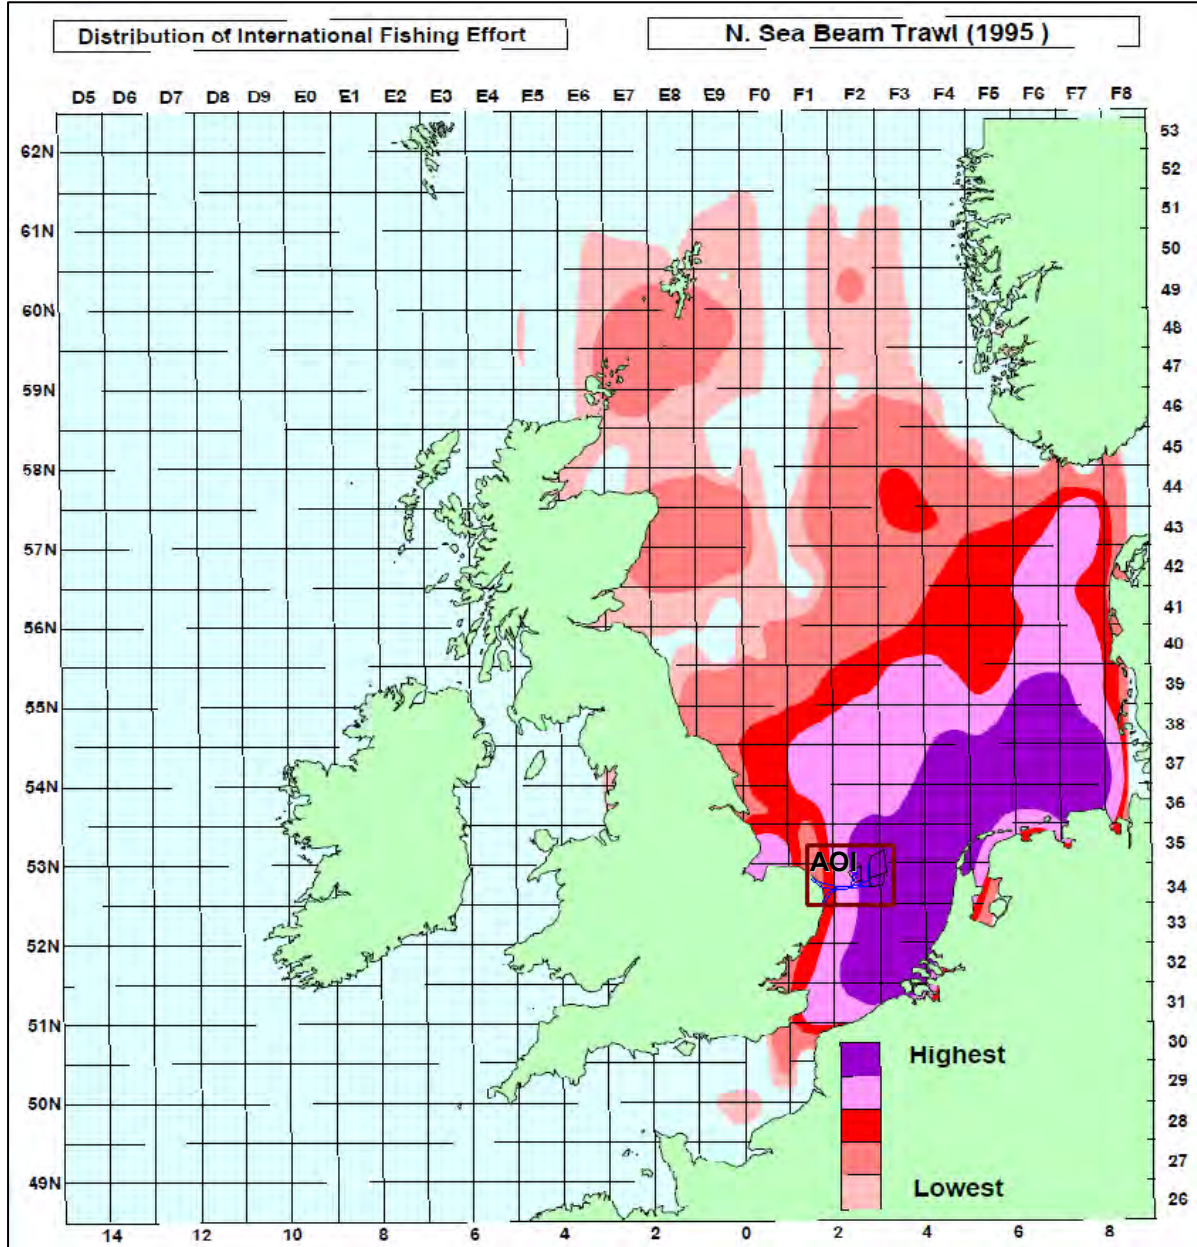 Distribution of International Fishing Effort
N. Sea Beam Trawl (1995 )
D5 D6 D7 D8 D9 E0 E1 E2 E3 E4 E5 E6 E7 E8 E9 F0 F1 F2 F3 F4 F5 F6 F7 F8
53
62N
52
51
61N
50
49
60N
48
47
59N
46
45
58N
44
43
57N
42
41
56N
40
39
55N
38
37
54N
36
35
53N
AOI
34
33
52N
32
31
51N
30
Highest
29
50N
28
27
49N
Lowest
26
14 12 10 8 6 4 2 0 2 4 6 8